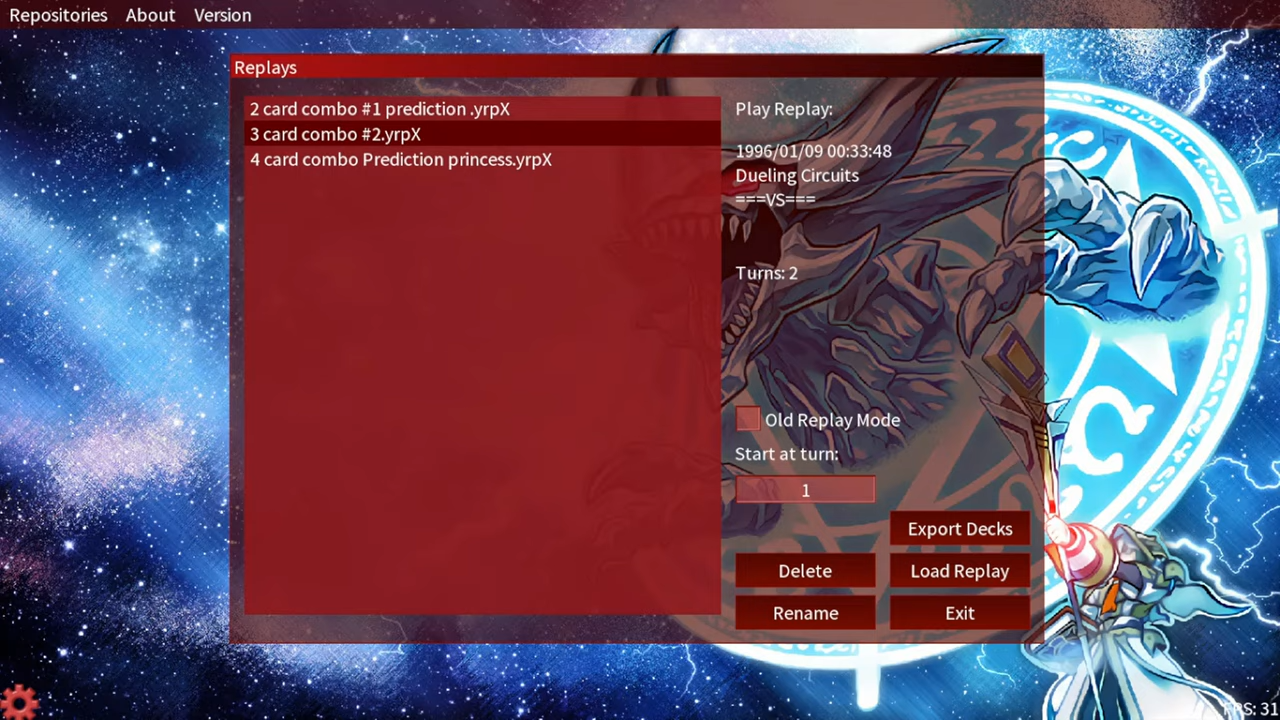 Repositories About Version
Replays
2 card combo #1 prediction .yrpX
3 card combo #2.yrpX
4 card combo Prediction princess.yrpX
Play Replay:
1996/01/09 00:33:48
Dueling Circuits
===VS===
Turns: 2
Old Replay Mode
Start at turn:
1
Export Decks
Delete Load Replay
Rename Exit
FPS: 31